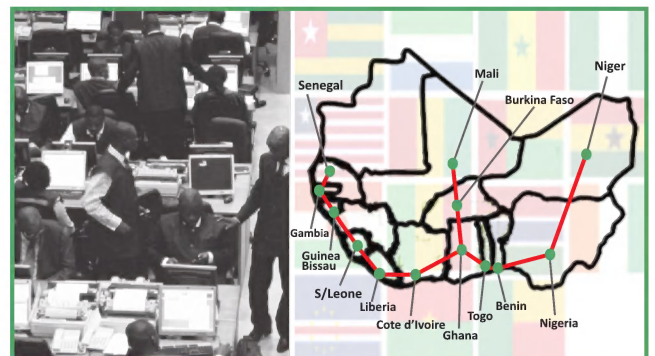 Mali
Niger
Senegal
Burkina Faso
Gambia
Guinea
Bissau
S/Leone
Liberia
Cote d'Ivoire
Ghana
Togo
Benin
Nigeria